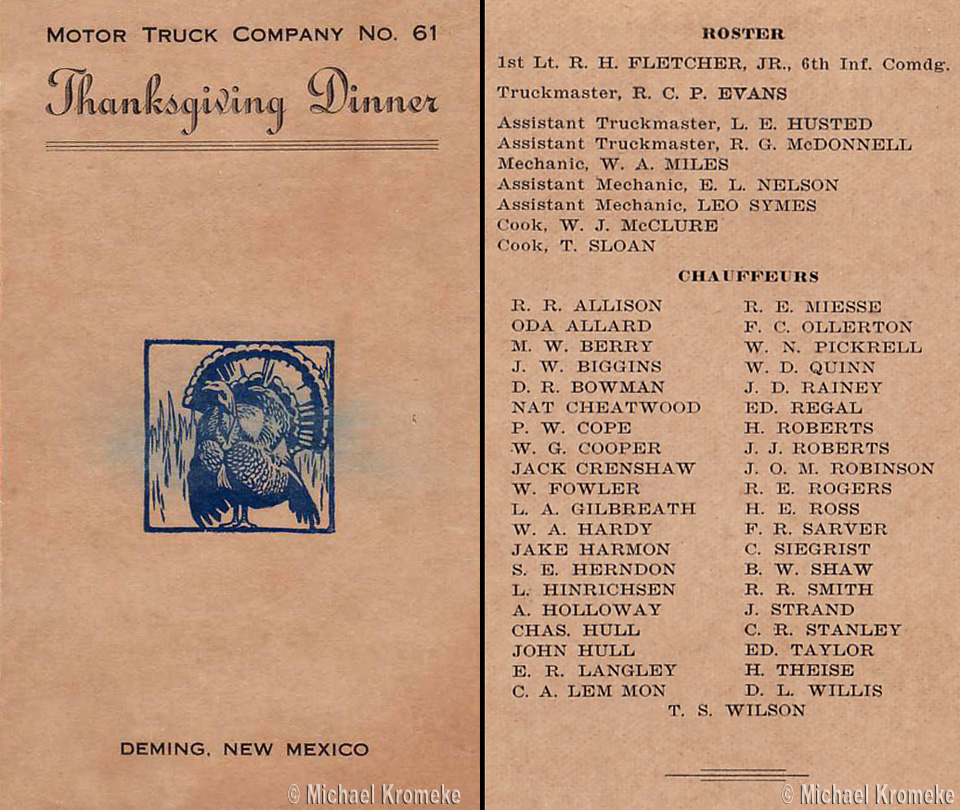 MOTOR TRUCK COMPANY NO. 61
Thanksgiving Dinner
DEMING, NEW MEXICO
© Michael Kromeke
ROSTER
1st Lt. R. H. FLETCHER, JR., 6th Inf. Comdg.
Truckmaster, R. C. P. EVANS
Assistant Truckmaster, L. E. HUSTED
Assistant Truckmaster, R. G. McDONNELL
Mechanic, W. A. MILES
Assistant Mechanic, E. L. NELSON
Assistant Mechanic, LEO SYMES
Cook, W. J. McCLURE
Cook, T. SLOAN
CHAUFFEURS
R. R. ALLISON
ODA ALLARD
M. W. BERRY
J. W. BIGGINS
D. R. BOWMAN
NAT CHEATWOOD
P. W. COPE
W. G. COOPER
JACK CRENSHAW
W. FOWLER
L. A. GILBREATH
W. A. HARDY
JAKE HARMON
S. E. HERNDON
L. HINRICHSEN
A. HOLLOWAY
CHAS. HULL
JOHN HULL
E. R. LANGLEY
C. A. LEM MON
R. E. MIESSE
F. C. OLLERTON
W. N. PICKRELL
W. D. QUINN
J. D. RAINEY
ED. REGAL
H. ROBERTS
J. J. ROBERTS
J. O. M. ROBINSON
R. E. ROGERS
H. E. ROSS
F. R. SARVER
C. SIEGRIST
B. W. SHAW
R. R. SMITH
J. STRAND
C. R. STANLEY
ED. TAYLOR
H. THEISE
D. L. WILLIS
T. S. WILSON
© Michael Kromeke